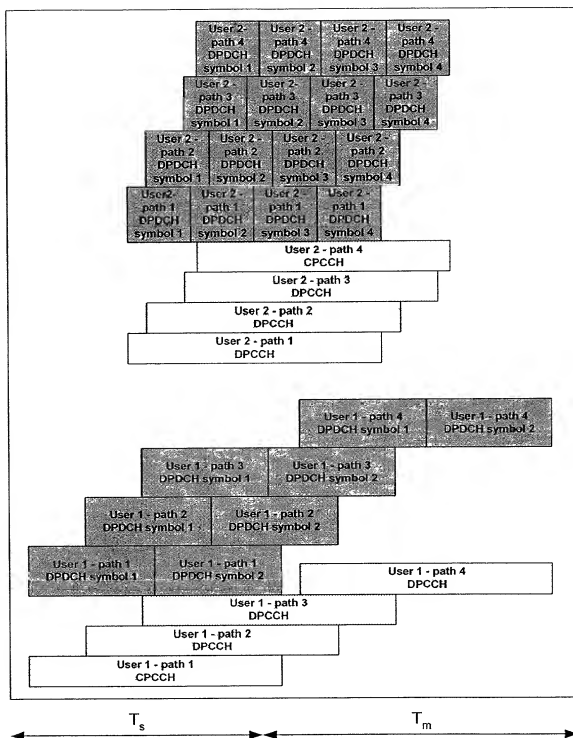 User 2- User 2 - User 2 - User 2 -
path 4 path 4 path 4 path 4
DPDCH DPDCH DPDCH DPDCH
symbol 1 symbol 2 symbol 3 symbol 4
User 2 - User 2 - User 2 - User 2 -
path 3 path 3 path 3 path 3
DPDCH DPDCH DPDCH DPDCH
symbol 1 symbol 2 symbol 3 symbol 4
User 2 - User 2 - User 2 - User 2 -
path 2 path 2 path 2 path 2
DPDCH DPDCH DPDCH DPDCH
symbol 1 symbol 2 symbol 3 symbol 4
User2- User 2 - User 2 - User 2 -
path 1 path 1 path 1 path 1
DPDCH DPDCH DPDCH DPDCH
symbol 1 symbol 2 symbol 3 symbol 4
User 2 - path 4
CPCCH
User 2 - path 3
DPCCH
User 2 - path 2
DPCCH
User 2 - path 1
DPCCH
User 1 - path 4 User 1 - path 4
DPDCH symbol 1 DPDCH symbol 2
User 1 - path 3 User 1 - path 3
DPDCH symbol 1 DPDCH symbol 2
User 1 - path 2 User 1 - path 2
DPDCH symbol 1 DPDCH symbol 2
User 1 - path 1 User 1 - path 1
DPDCH symbol 1 DPDCH symbol 2
User 1 - path 4
DPCCH
User 1 - path 3
DPCCH
User 1 - path 2
DPCCH
User 1 - path 1
CPCCH
Ts Tm